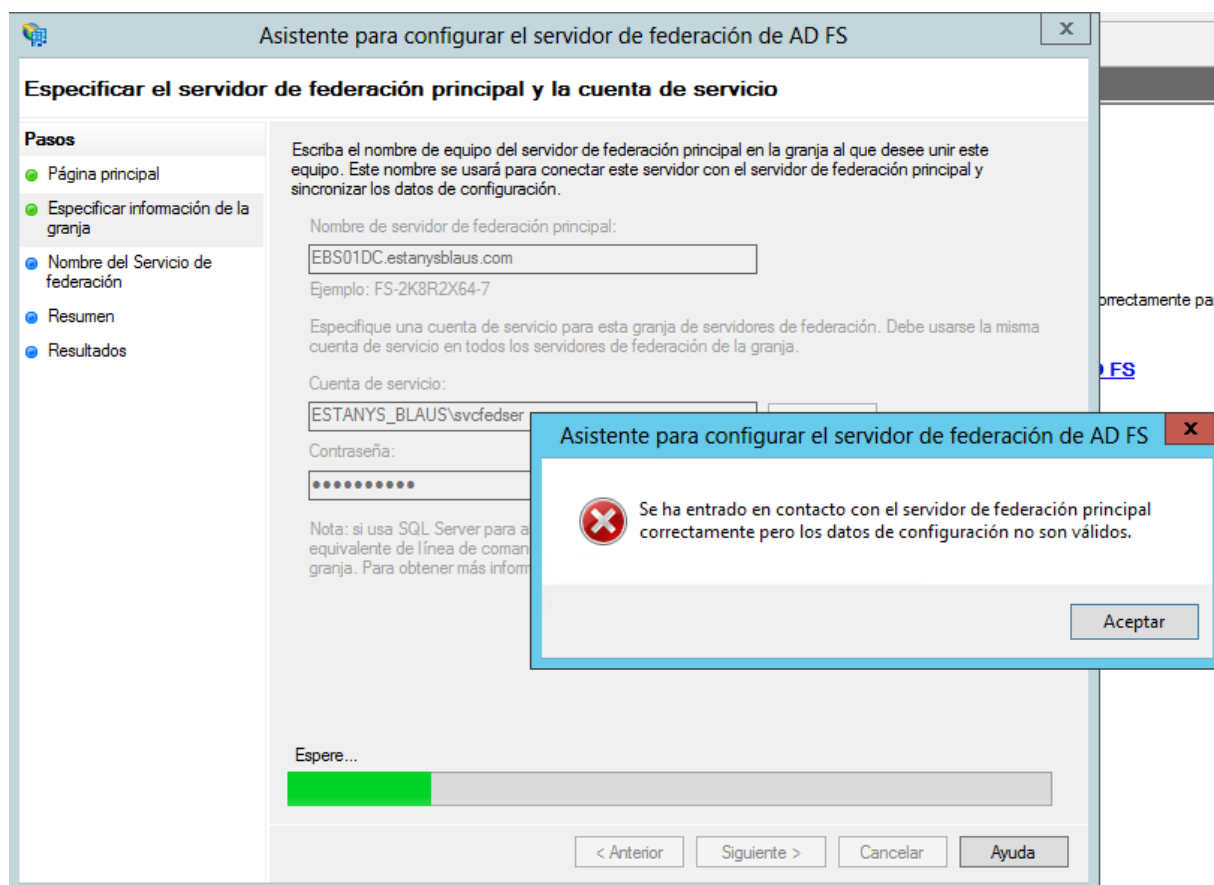 Asistente para configurar el servidor de federación de AD FS
x
Especificar el servidor de federación principal y la cuenta de servicio
Pasos
Página principal
Especificar información de la
granja
Nombre del Servicio de
federación
Resumen
Resultados
Escriba el nombre de equipo del servidor de federación principal en la granja al que desee unir este
equipo. Este nombre se usará para conectar este servidor con el servidor de federación principal y
sincronizar los datos de configuración.
Nombre de servidor de federación principal:
EBS01DC.estanysblaus.com
Ejemplo: FS-2K8R2X64-7
Especifique una cuenta de servicio para esta granja de servidores de federación. Debe usarse la misma
cuenta de servicio en todos los servidores de federación de la granja.
Cuenta de servicio:
ESTANYS_BLAUS\svcfedser
Contraseña:
Nota: si usa SQL Server para a
equivalente de línea de coman
granja. Para obtener más inform
Asistente para configurar el servidor de federación de AD FS
x
Se ha entrado en contacto con el servidor de federación principal
correctamente pero los datos de configuración no son válidos.
Aceptar
Espere...
< Anterior
Siguiente >
Cancelar
Ayuda
orrectamente pa
FS